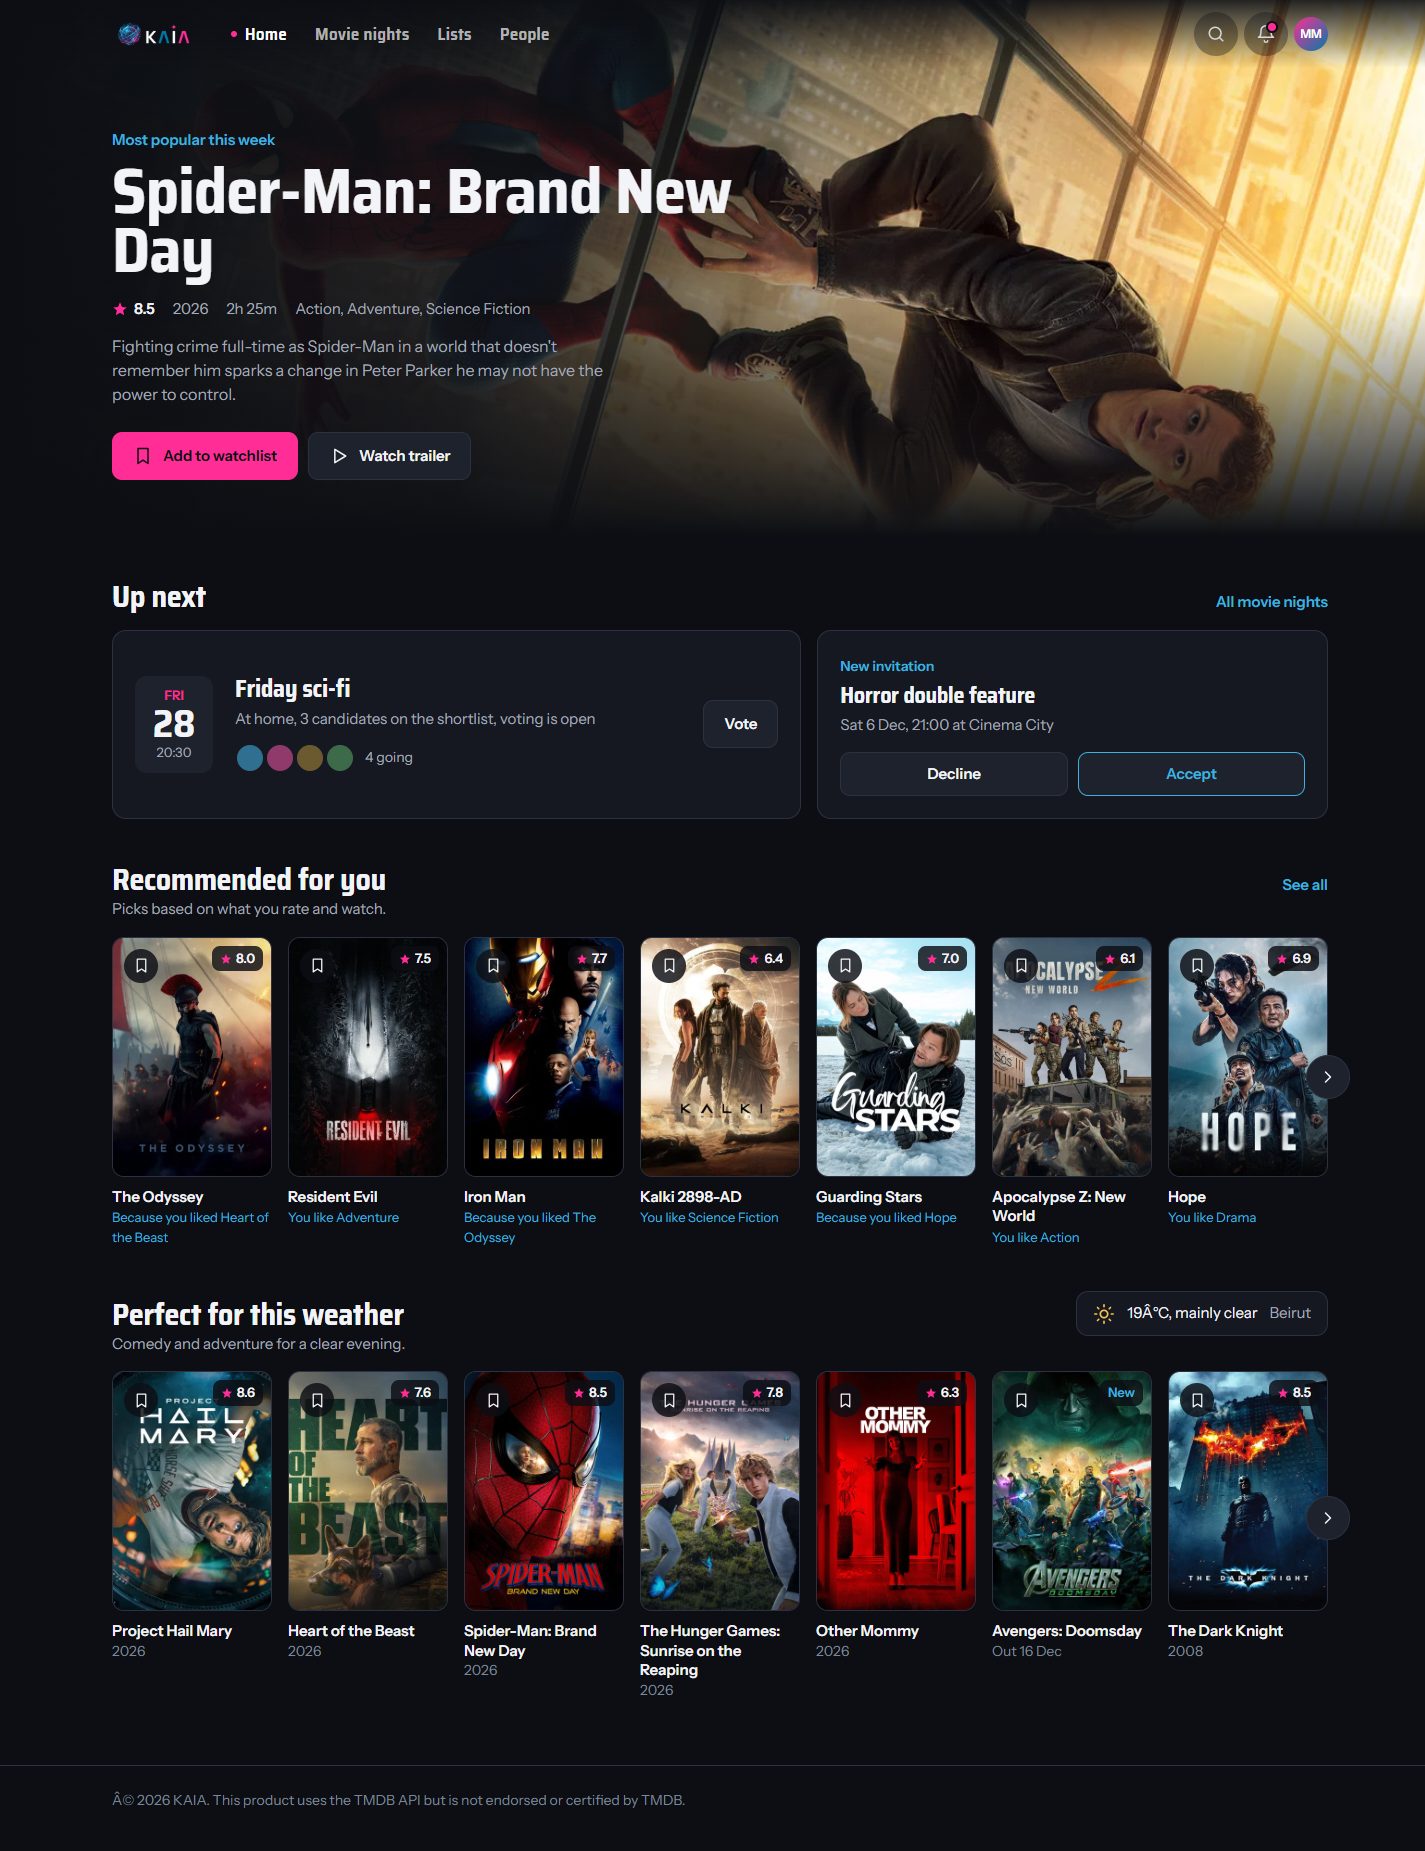 KAIA
Home
Movie nights
Lists
People
MM
Most popular this week
Spider-Man: Brand New
Day
8.5 2026 2h 25m Action, Adventure, Science Fiction
Fighting crime full-time as Spider-Man in a world that doesn't
remember him sparks a change in Peter Parker he may not have the
power to control.
Add to watchlist
Watch trailer
Up next
All movie nights
FRI
28
20:30
Friday sci-fi
At home, 3 candidates on the shortlist, voting is open
4 going
Vote
New invitation
Horror double feature
Sat 6 Dec, 21:00 at Cinema City
Decline
Accept
Recommended for you
See all
Picks based on what you rate and watch.
8.0
THE ODYSSEY
The Odyssey
Because you liked Heart of
the Beast
7.5
RESIDENT EVIL
Resident Evil
You like Adventure
7.7
IRON MAN
Iron Man
Because you liked The
Odyssey
6.4
KALKI
Kalki 2898-AD
You like Science Fiction
7.0
Guarding
STARS
Guarding Stars
Because you liked Hope
6.1
APOCALYPSE Z
NEW WORLD
SOS
Apocalypse Z: New
World
You like Action
6.9
HOPE
Hope
You like Drama
Perfect for this weather
19Â°C, mainly clear Beirut
Comedy and adventure for a clear evening.
8.6
PROJECT
HAIL
MARY
Project Hail Mary
2026
7.6
HEART
OF
THE
BEAST
Heart of the Beast
2026
8.5
SPIDER-MAN
BRAND NEW DAY
Spider-Man: Brand
New Day
2026
7.8
HUNGER GAMES
SUNRISE ON THE REAPING
The Hunger Games:
Sunrise on the
Reaping
2026
6.3
OTHER
MOMMY
Other Mommy
2026
New
AVENGERS
DOOMSDAY
Avengers: Doomsday
Out 16 Dec
8.5
THE DARK KNIGHT
The Dark Knight
2008
Â© 2026 KAIA. This product uses the TMDB API but is not endorsed or certified by TMDB.